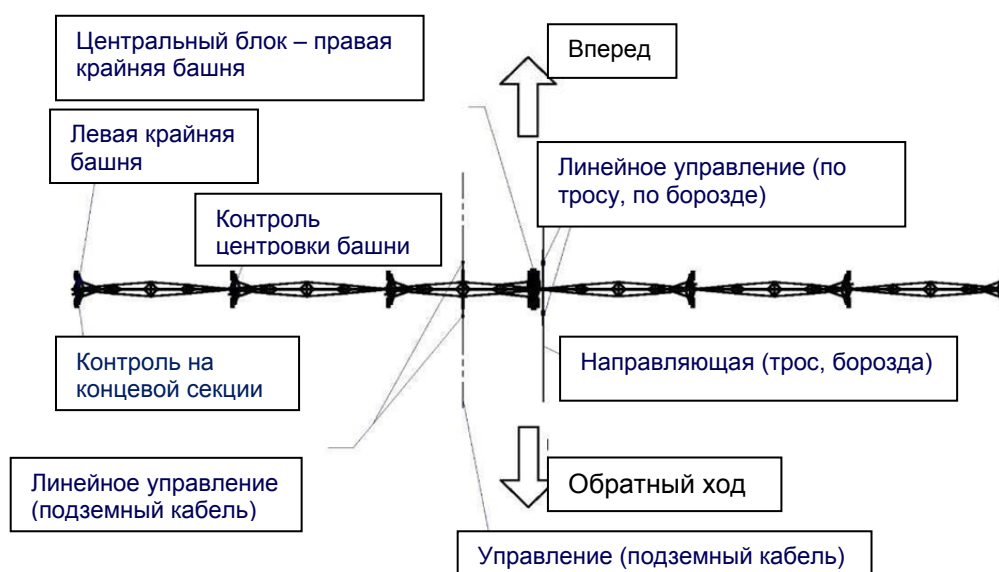 Центральный блок – правая
крайняя башня
Вперед
Левая крайняя
башня
Линейное управление (по
тросу, по борозде)
Контроль
центровки башни
Контроль на
концевой секции
Направляющая (трос, борозда)
Линейное управление
(подземный кабель)
Обратный ход
Управление (подземный кабель)